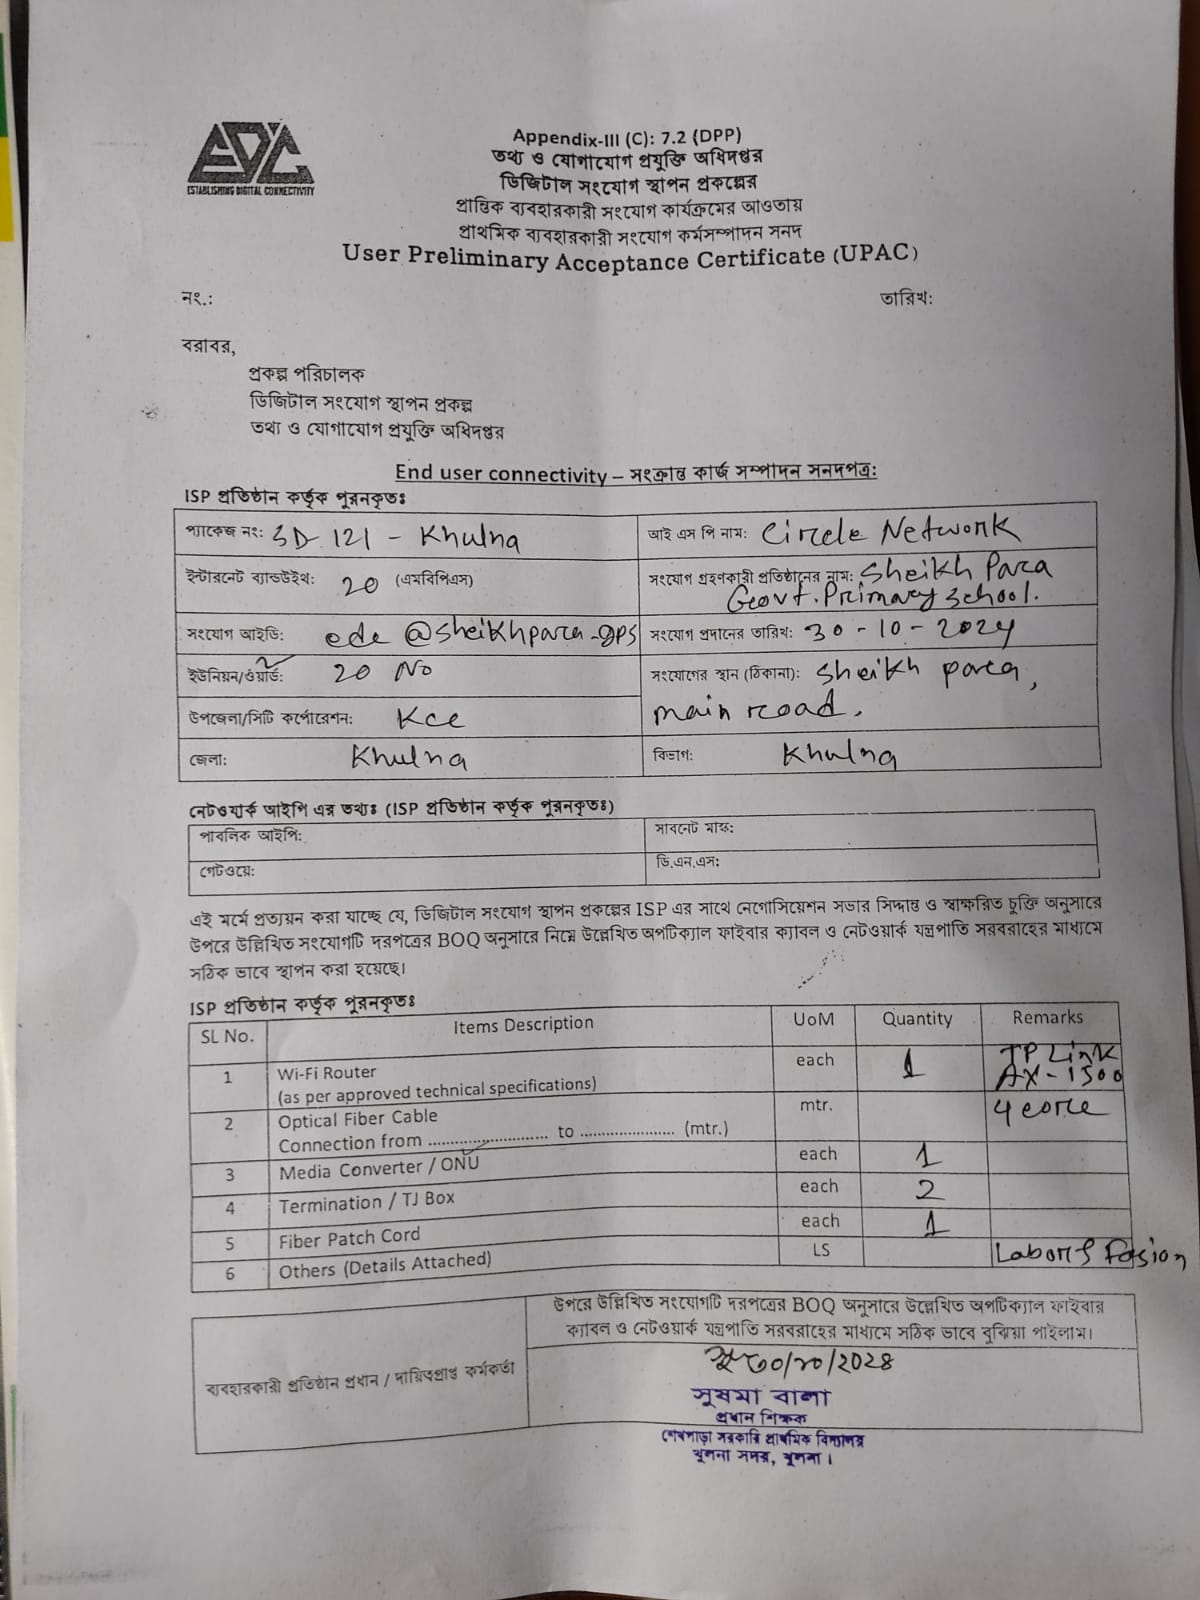 EDC
ESTABLISHING DIGITAL CONNECTIVITY
Appendix-III (C): 7.2 (DPP)
তথ্য ও যোগাযোগ প্রযুক্তি অধিদপ্তর
ডিজিটাল সংযোগ স্থাপন প্রকল্পের
প্রান্তিক ব্যবহারকারী সংযোগ কার্যক্রমের আওতায়
প্রাথমিক ব্যবহারকারী সংযোগ কর্মসম্পাদন সনদ
User Preliminary Acceptance Certificate (UPAC)
নং.: তারিখ:
বরাবর,
প্রকল্প পরিচালক
ডিজিটাল সংযোগ স্থাপন প্রকল্প
তথ্য ও যোগাযোগ প্রযুক্তি অধিদপ্তর
End user connectivity – সংক্রান্ত কার্জ সম্পাদন সনদপত্র:
ISP প্রতিষ্ঠান কর্তৃক পুরনকৃতঃ
প্যাকেজ নং: SD 121 - Khulna আই এস পি নাম: Circle Network
ইন্টারনেট ব্যান্ডউইথ: 20 (এমবিপিএস) সংযোগ গ্রহণকারী প্রতিষ্ঠানের নাম: Sheikh Para
Govt. Primary School.
সংযোগ আইডি: edc@sheikhpara-gps সংযোগ প্রদানের তারিখ: 30-10-2024
ইউনিয়ন/ওয়ার্ড: 20 No সংযোগের স্থান (ঠিকানা): Sheikh para,
উপজেলা/সিটি কর্পোরেশন: Kcc main road,
জেলা: Khulna বিভাগ: Khulna
নেটওয়ার্ক আইপি এর তথ্যঃ (ISP প্রতিষ্ঠান কর্তৃক পুরনকৃতঃ)
পাবলিক আইপি: সাবনেট মাস্ক:
গেটওয়ে: ডি.এন.এস:
এই মর্মে প্রত্যয়ন করা যাচ্ছে যে, ডিজিটাল সংযোগ স্থাপন প্রকল্পের ISP এর সাথে নেগোসিয়েশন সভার সিদ্ধান্ত ও স্বাক্ষরিত চুক্তি অনুসারে
উপরে উল্লিখিত সংযোগটি দরপত্রের BOQ অনুসারে নিম্নে উল্লেখিত অপটিক্যাল ফাইবার ক্যাবল ও নেটওয়ার্ক যন্ত্রপাতি সরবরাহের মাধ্যমে
সঠিক ভাবে স্থাপন করা হয়েছে।
ISP প্রতিষ্ঠান কর্তৃক পুরনকৃতঃ
SL No. Items Description UoM Quantity Remarks
1 Wi-Fi Router each 1 TP Link
(as per approved technical specifications) AX-1500
2 Optical Fiber Cable mtr. 4 core
Connection from .......................... to ..................... (mtr.)
3 Media Converter / ONU each 1
4 Termination / TJ Box each 2
5 Fiber Patch Cord each 1
6 Others (Details Attached) LS Labor & Fusion
উপরে উল্লিখিত সংযোগটি দরপত্রের BOQ অনুসারে উল্লেখিত অপটিক্যাল ফাইবার
ক্যাবল ও নেটওয়ার্ক যন্ত্রপাতি সরবরাহের মাধ্যমে সঠিক ভাবে বুঝিয়া পাইলাম।
ব্যবহারকারী প্রতিষ্ঠান প্রধান / দায়িত্বপ্রাপ্ত কর্মকর্তা
৩০/১০/২০২৪
সুষমা বালা
প্রধান শিক্ষক
শেখপাড়া সরকারি প্রাথমিক বিদ্যালয়
খুলনা সদর, খুলনা।